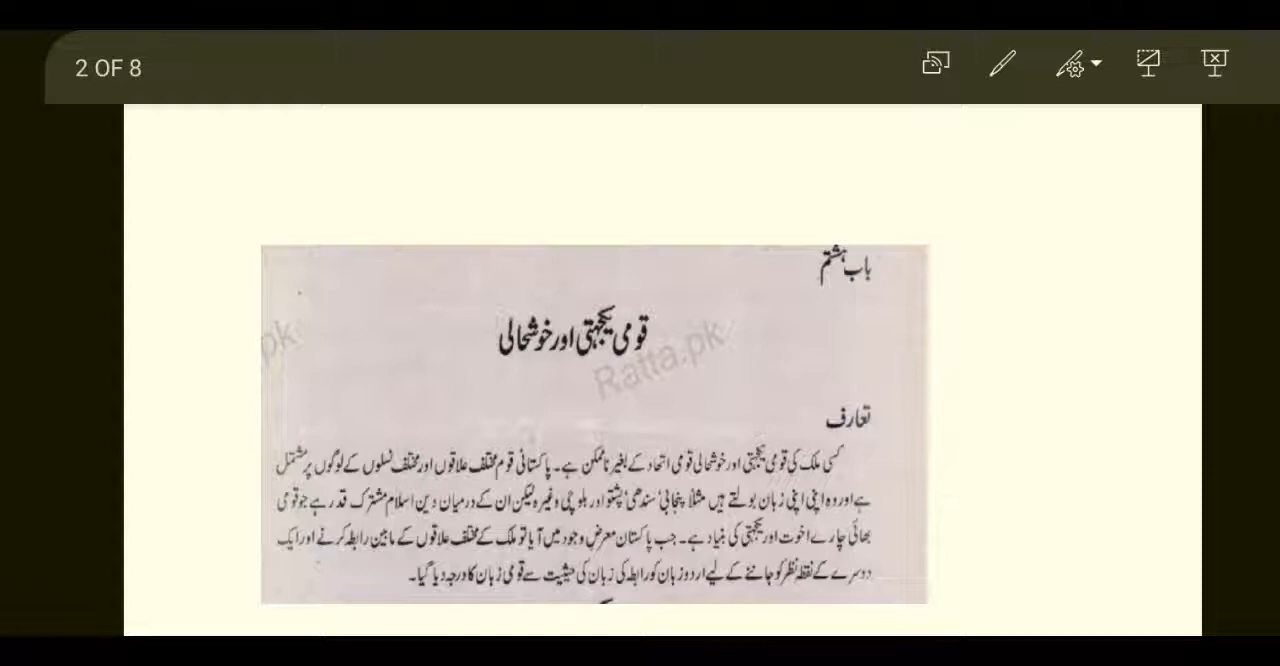 2 OF 8
باب ہشتم
قومی یکجہتی اور خوشحالی
Ratta.pk
pk
تعارف
کسی ملک کی قومی یکجہتی اور خوشحالی قومی اتحاد کے بغیر ناممکن ہے۔ پاکستانی قوم مختلف علاقوں اور مختلف نسلوں کے لوگوں پر مشتمل
ہے اور وہ اپنی اپنی زبان بولتے ہیں مثلاً پنجابی' سندھی' پشتو اور بلوچی وغیرہ لیکن ان کے درمیان دین اسلام مشترک قدر ہے جو قومی
بھائی چارے اخوت اور یکجہتی کی بنیاد ہے۔ جب پاکستان معرض وجود میں آیا تو ملک کے مختلف علاقوں کے مابین رابطہ کرنے اور ایک
دوسرے کے نقطہ نظر کو جاننے کے لیے اردو زبان کو رابطہ کی زبان کی حیثیت سے قومی زبان کا درجہ دیا گیا۔